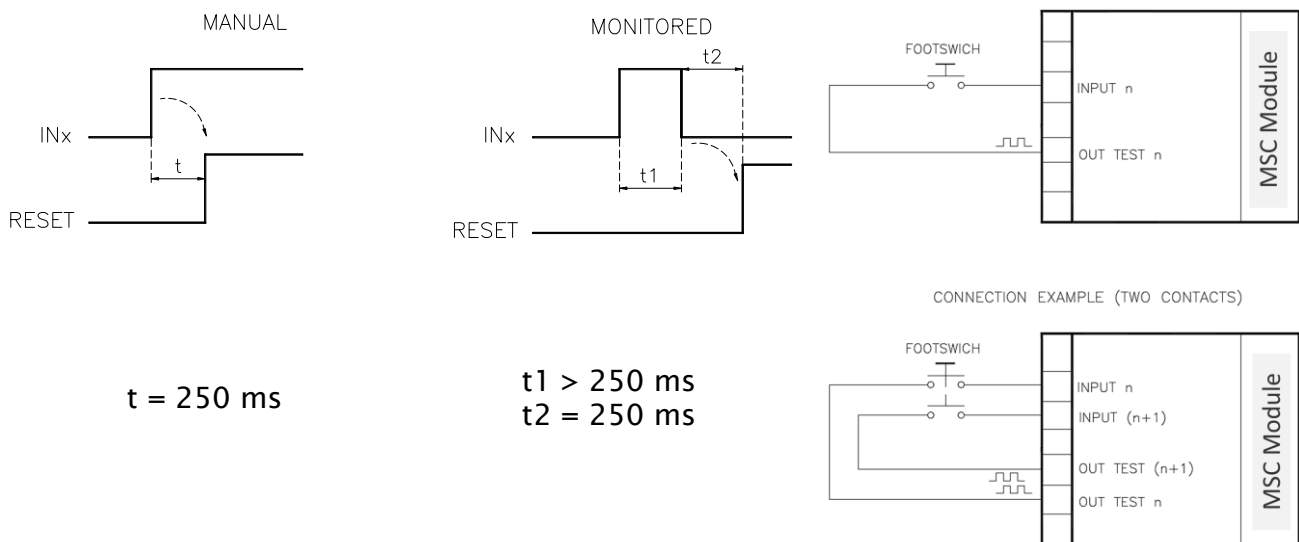 MANUAL
INx
t
RESET
t = 250 ms
MONITORED
t2
INx
t1
RESET
t1 > 250 ms
t2 = 250 ms
FOOTSWICH
INPUT n
OUT TEST n
MSC Module
CONNECTION EXAMPLE (TWO CONTACTS)
FOOTSWICH
INPUT n
INPUT (n+1)
OUT TEST (n+1)
OUT TEST n
MSC Module